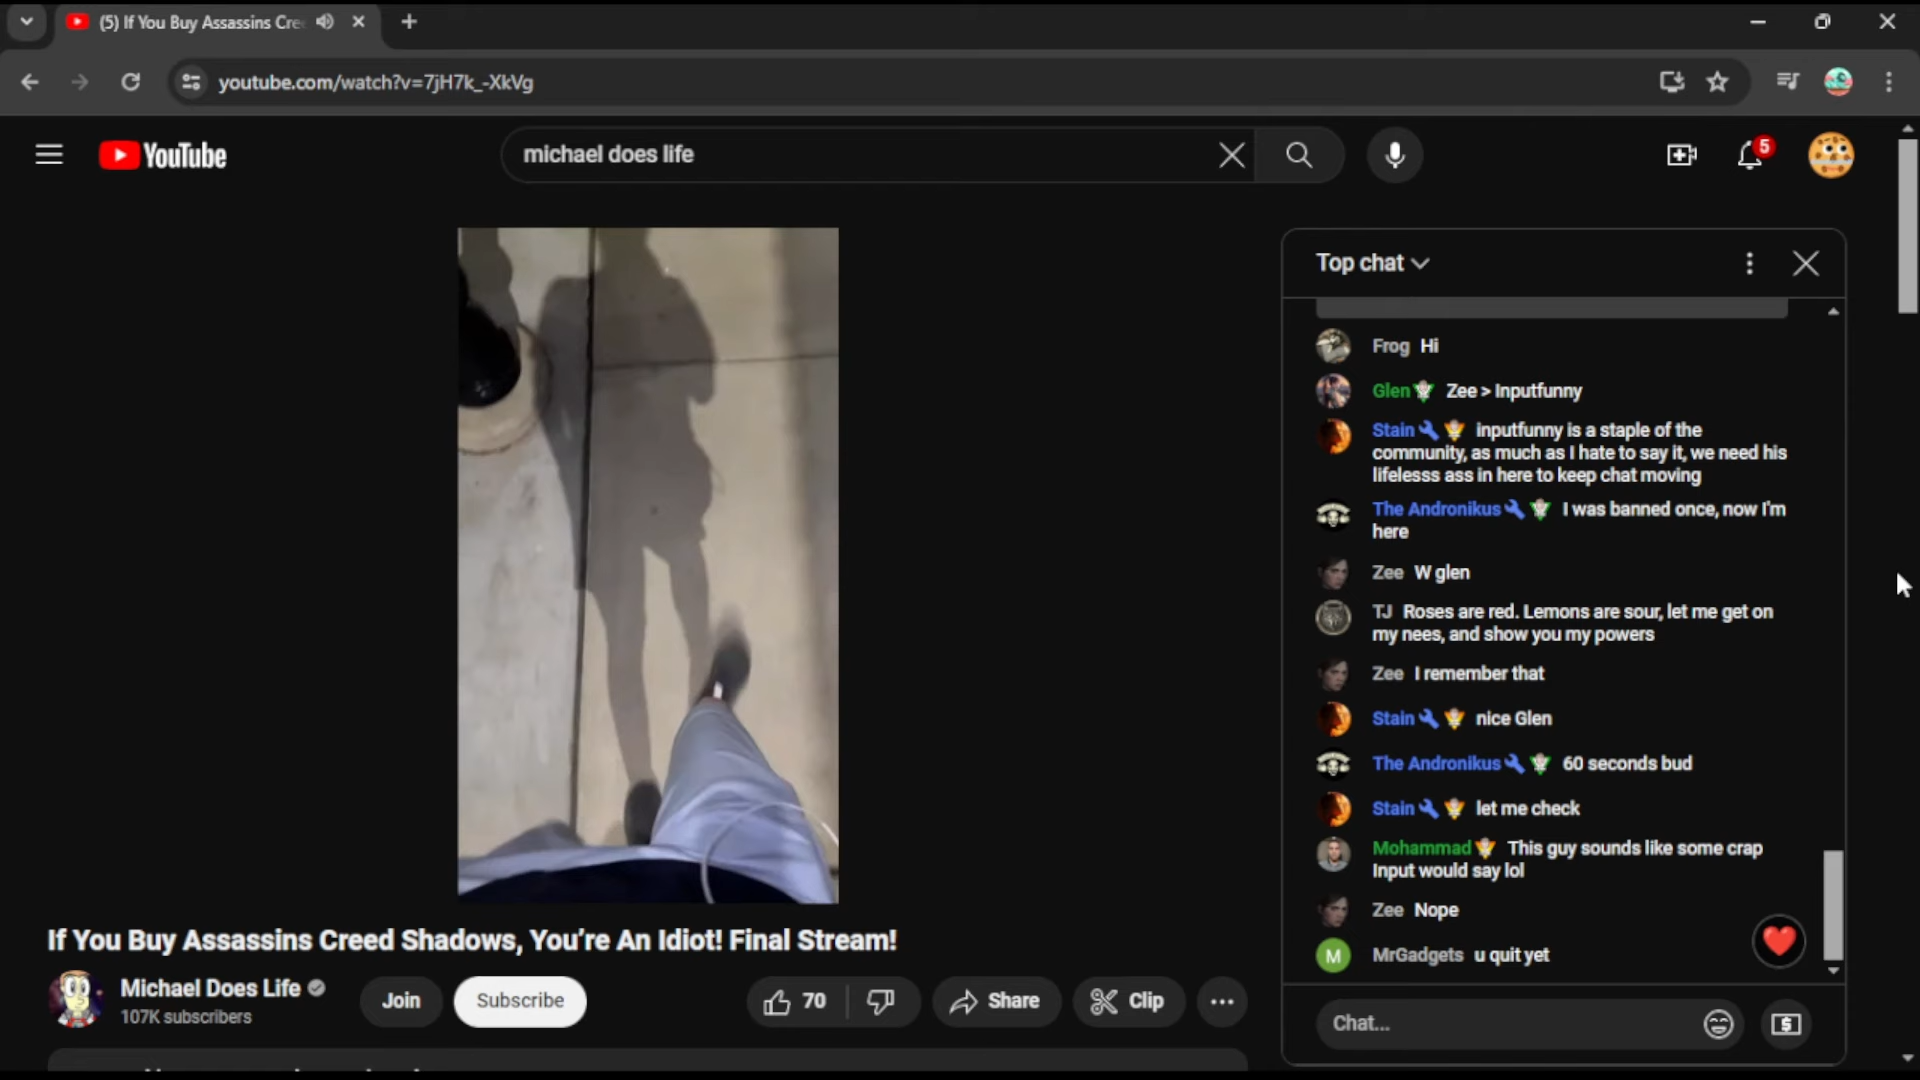 (5) If You Buy Assassins Cre
youtube.com/watch?v=7jH7k_-XkVg
YouTube
michael does life
5
Top chat
Frog Hi
Glen Zee > Inputfunny
Stain inputfunny is a staple of the
community, as much as I hate to say it, we need his
lifelesss ass in here to keep chat moving
The Andronikus I was banned once, now I'm
here
Zee W glen
TJ Roses are red. Lemons are sour, let me get on
my nees, and show you my powers
Zee I remember that
Stain nice Glen
The Andronikus 60 seconds bud
Stain let me check
Mohammad This guy sounds like some crap
Input would say lol
Zee Nope
M MrGadgets u quit yet
Chat...
If You Buy Assassins Creed Shadows, You're An Idiot! Final Stream!
Michael Does Life
107K subscribers
Join
Subscribe
70
Share
Clip